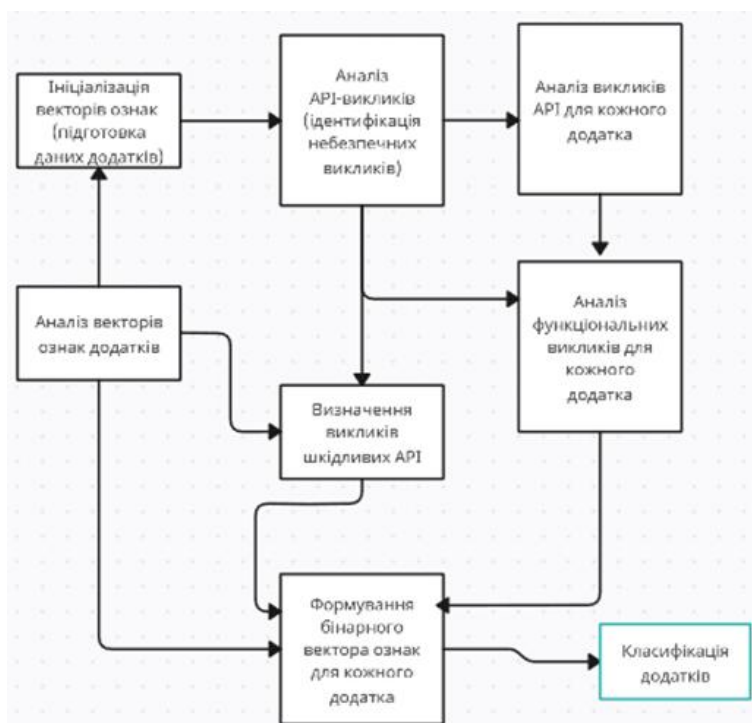 Ініціалізація
векторів ознак
(підготовка
даних додатків)
Аналіз
API-викликів
(ідентифікація
небезпечних
викликів)
Аналіз викликів
API для кожного
додатка
Аналіз векторів
ознак додатків
Аналіз
функціональних
викликів для
кожного
додатка
Визначення
викликів
шкідливих API
Формування
бінарного
вектора ознак
для кожного
додатка
Класифікація
додатків